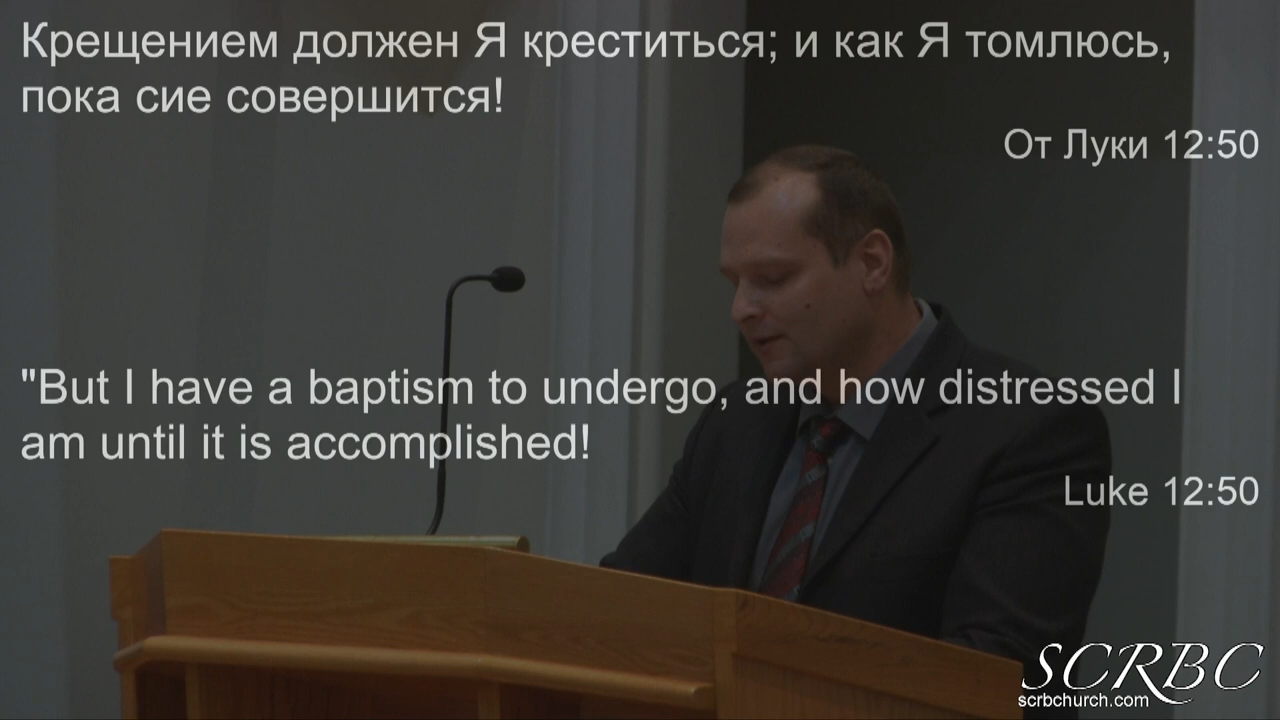 Крещением должен Я креститься; и как Я томлюсь,
пока сие совершится!
От Луки 12:50
"But I have a baptism to undergo, and how distressed I
am until it is accomplished!
Luke 12:50
SCRBC
scrbchurch.com